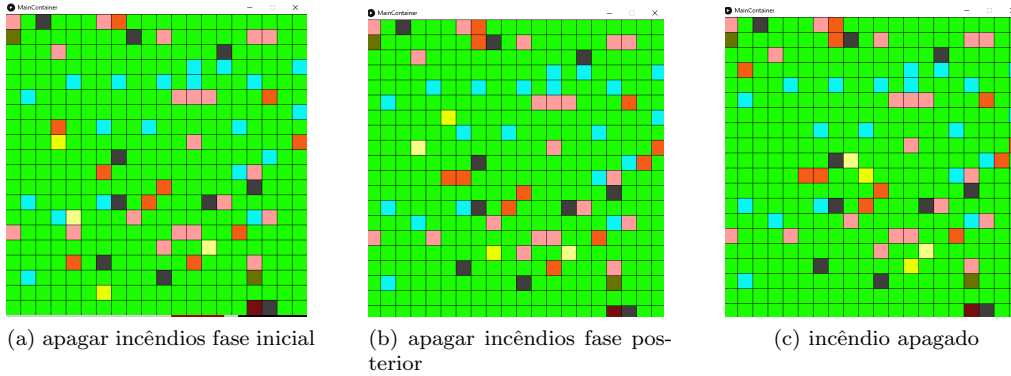 MainContainer
MainContainer
MainContainer
(a) apagar incêndios fase inicial
(b) apagar incêndios fase pos-
terior
(c) incêndio apagado